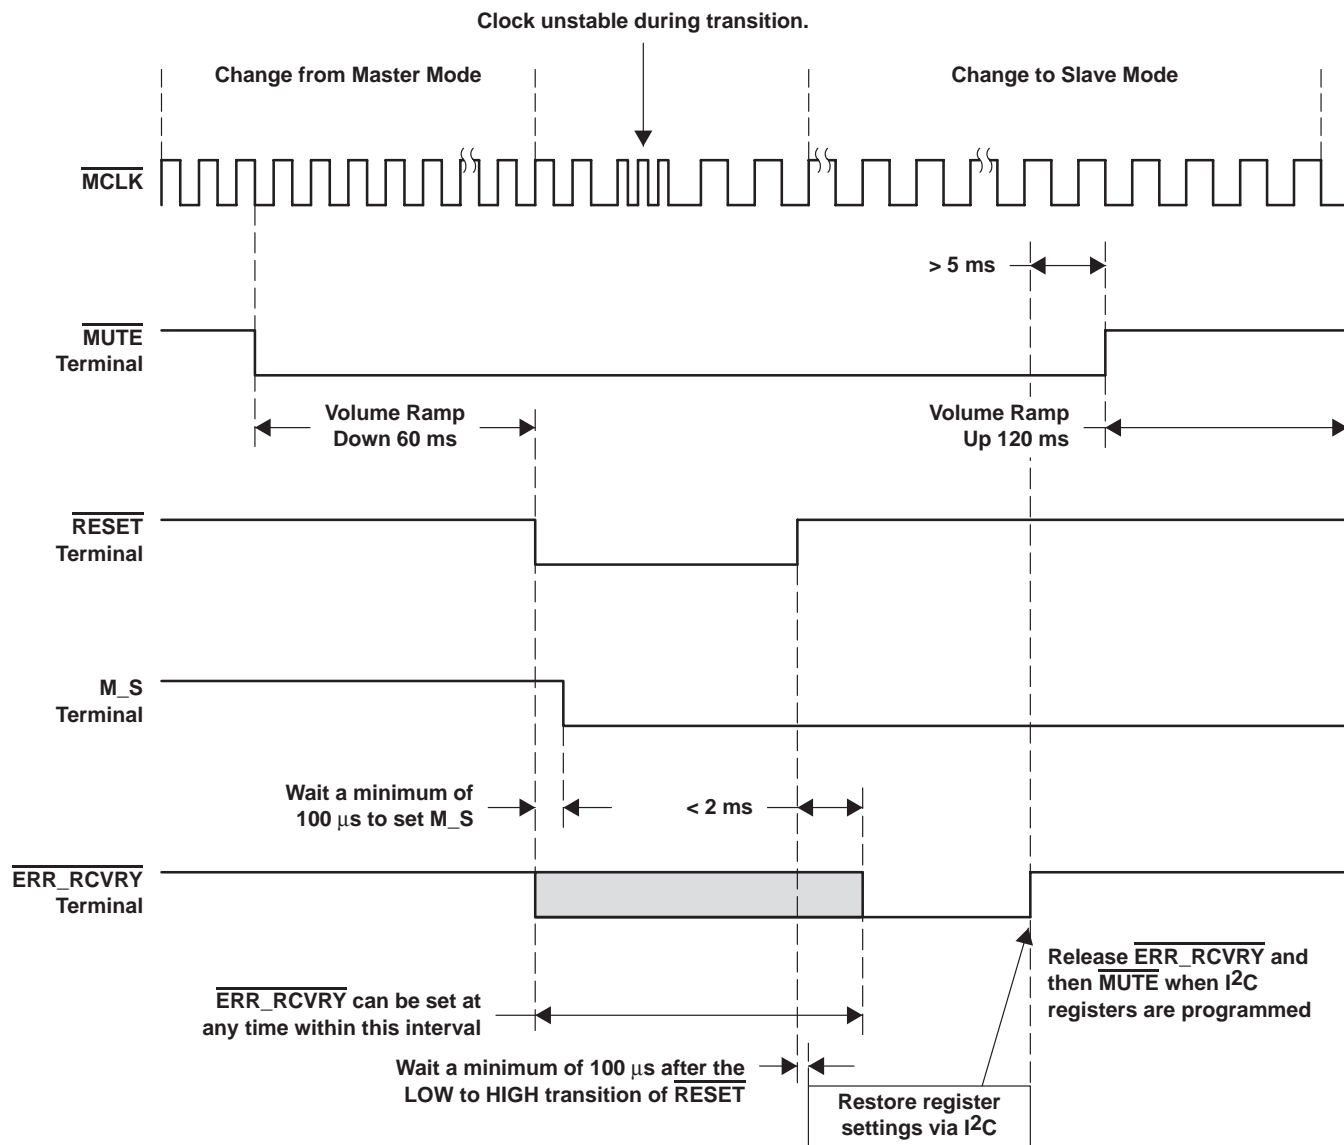 Clock unstable during transition.
Change from Master Mode
Change to Slave Mode
MCLK
> 5 ms
MUTE
Terminal
Volume Ramp
Down 60 ms
Volume Ramp
Up 120 ms
RESET
Terminal
M_S
Terminal
Wait a minimum of
100 μs to set M_S
< 2 ms
ERR_RCVRY
Terminal
ERR_RCVRY can be set at
any time within this interval
Release ERR_RCVRY and
then MUTE when I2C
registers are programmed
Wait a minimum of 100 μs after the
LOW to HIGH transition of RESET
Restore register
settings via I2C